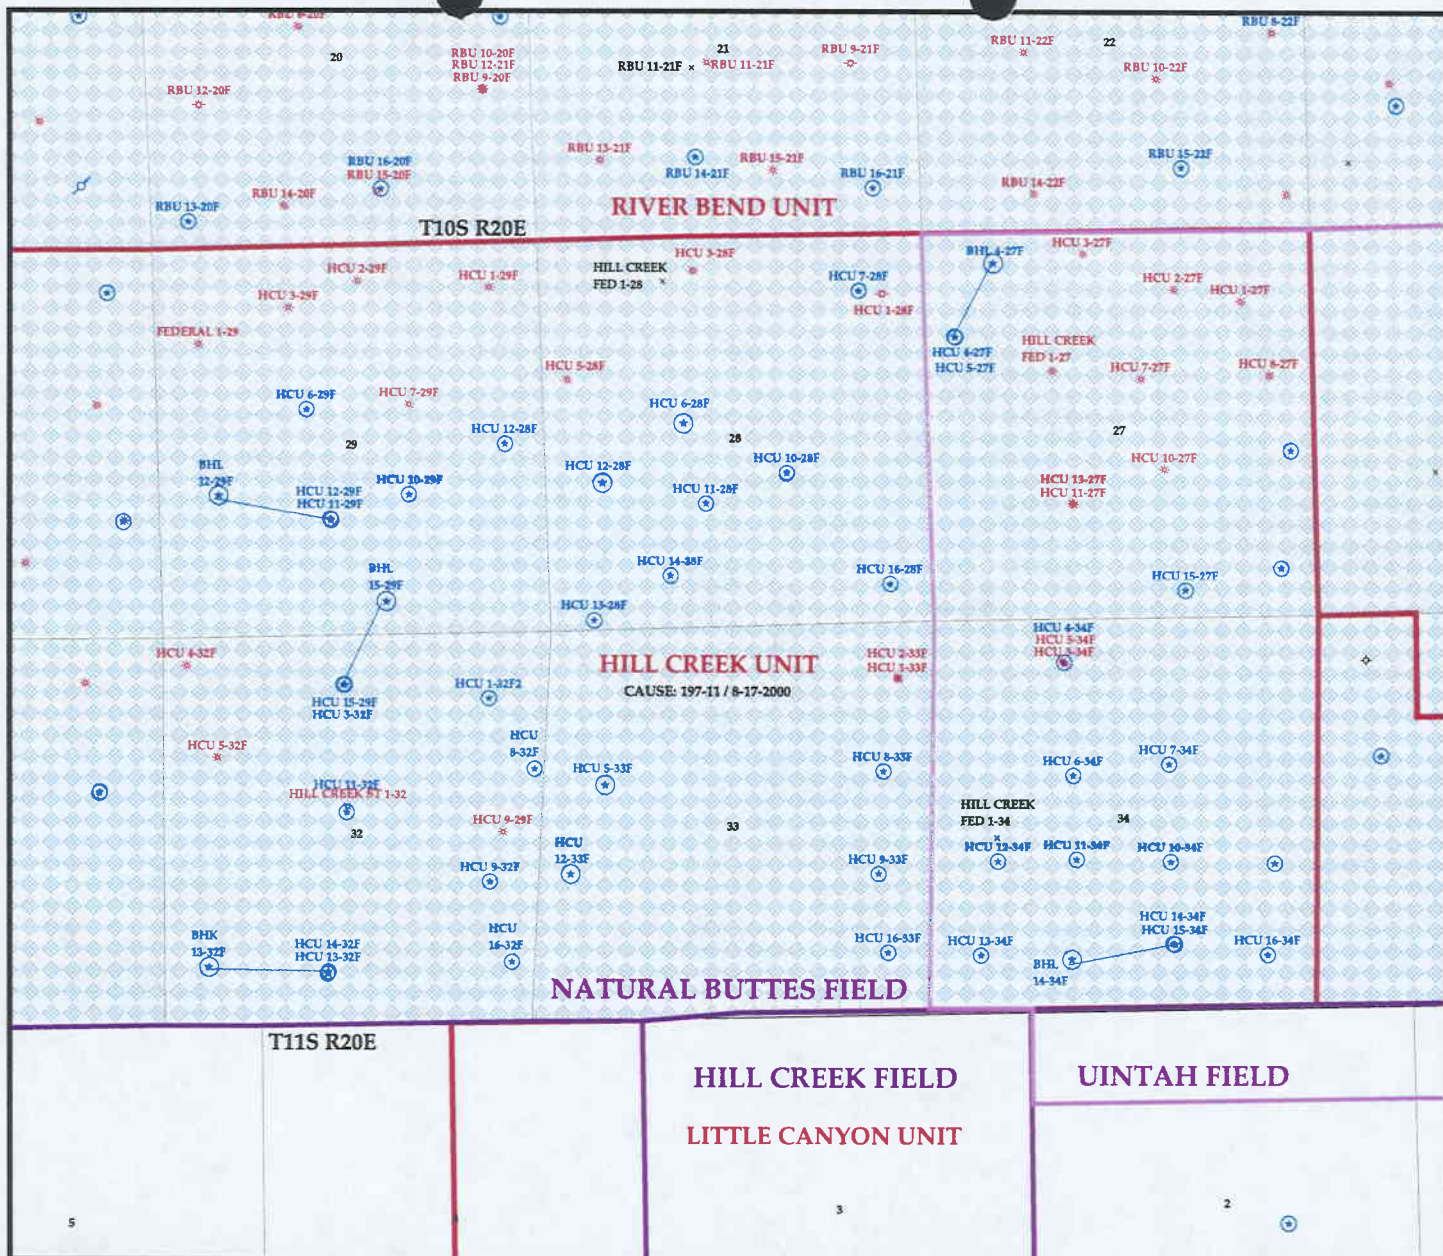 RBU 8-20F
RBU 8-22F
20
RBU 10-20F
RBU 12-21F
RBU 9-20F
21
RBU 11-21F
RBU 11-21F
RBU 9-21F
RBU 11-22F
22
RBU 10-22F
RBU 12-20F
RBU 16-20F
RBU 15-20F
RBU 13-21F
RBU 14-21F
RBU 15-21F
RBU 16-21F
RBU 15-22F
RBU 14-22F
RBU 14-20F
RBU 13-20F
RIVER BEND UNIT
T10S R20E
HCU 2-29F
HCU 1-29F
HCU 3-29F
FEDERAL 1-29
HILL CREEK
FED 1-28
HCU 3-28F
HCU 7-28F
HCU 1-28F
BHL 4-27F
HCU 3-27F
HCU 2-27F
HCU 1-27F
HCU 4-27F
HCU 5-27F
HILL CREEK
FED 1-27
HCU 7-27F
HCU 8-27F
HCU 5-28F
HCU 6-29F
HCU 7-29F
HCU 12-28F
HCU 6-28F
29
28
27
BHL
12-29F
HCU 12-29F
HCU 11-29F
HCU 10-29F
HCU 12-28F
HCU 10-28F
HCU 11-28F
HCU 10-27F
HCU 13-27F
HCU 11-27F
BHL
15-29F
HCU 14-28F
HCU 16-28F
HCU 15-27F
HCU 13-28F
HCU 4-32F
HILL CREEK UNIT
CAUSE: 197-11 / 8-17-2000
HCU 2-33F
HCU 1-33F
HCU 4-34F
HCU 5-34F
HCU 3-34F
HCU 15-29F
HCU 3-32F
HCU 1-32F2
HCU 5-32F
HCU
8-32F
HCU 5-33F
HCU 8-33F
HCU 6-34F
HCU 7-34F
HCU 11-32F
HILL CREEK ST 1-32
32
HCU 9-29F
33
HILL CREEK
FED 1-34
34
HCU
12-33F
HCU 9-32F
HCU 9-33F
HCU 12-34F
HCU 11-34F
HCU 10-34F
BHK
13-32F
HCU 14-32F
HCU 13-32F
HCU
16-32F
HCU 16-33F
HCU 13-34F
BHL
14-34F
HCU 14-34F
HCU 15-34F
HCU 16-34F
NATURAL BUTTES FIELD
T11S R20E
HILL CREEK FIELD
UINTAH FIELD
LITTLE CANYON UNIT
5
3
2